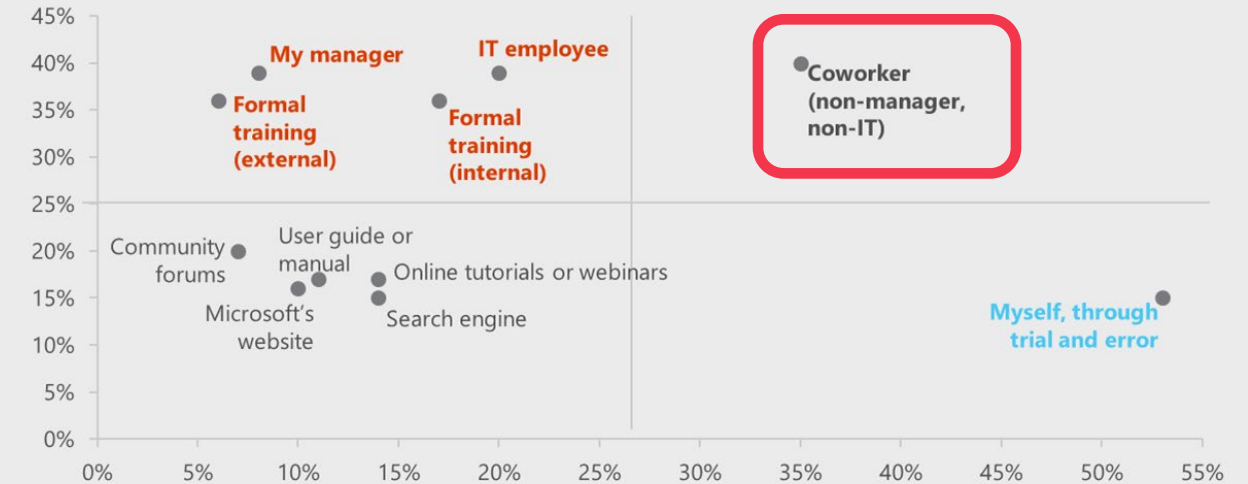 45%
My manager
IT employee
40%
Coworker
(non-manager,
non-IT)
Formal
training
(external)
35%
Formal
training
(internal)
30%
25%
Community
forums
20%
User guide or
manual
Online tutorials or webinars
15%
Microsoft's
website
Search engine
Myself, through
trial and error
10%
5%
0%
0% 5% 10% 15% 20% 25% 30% 35% 40% 45% 50% 55%